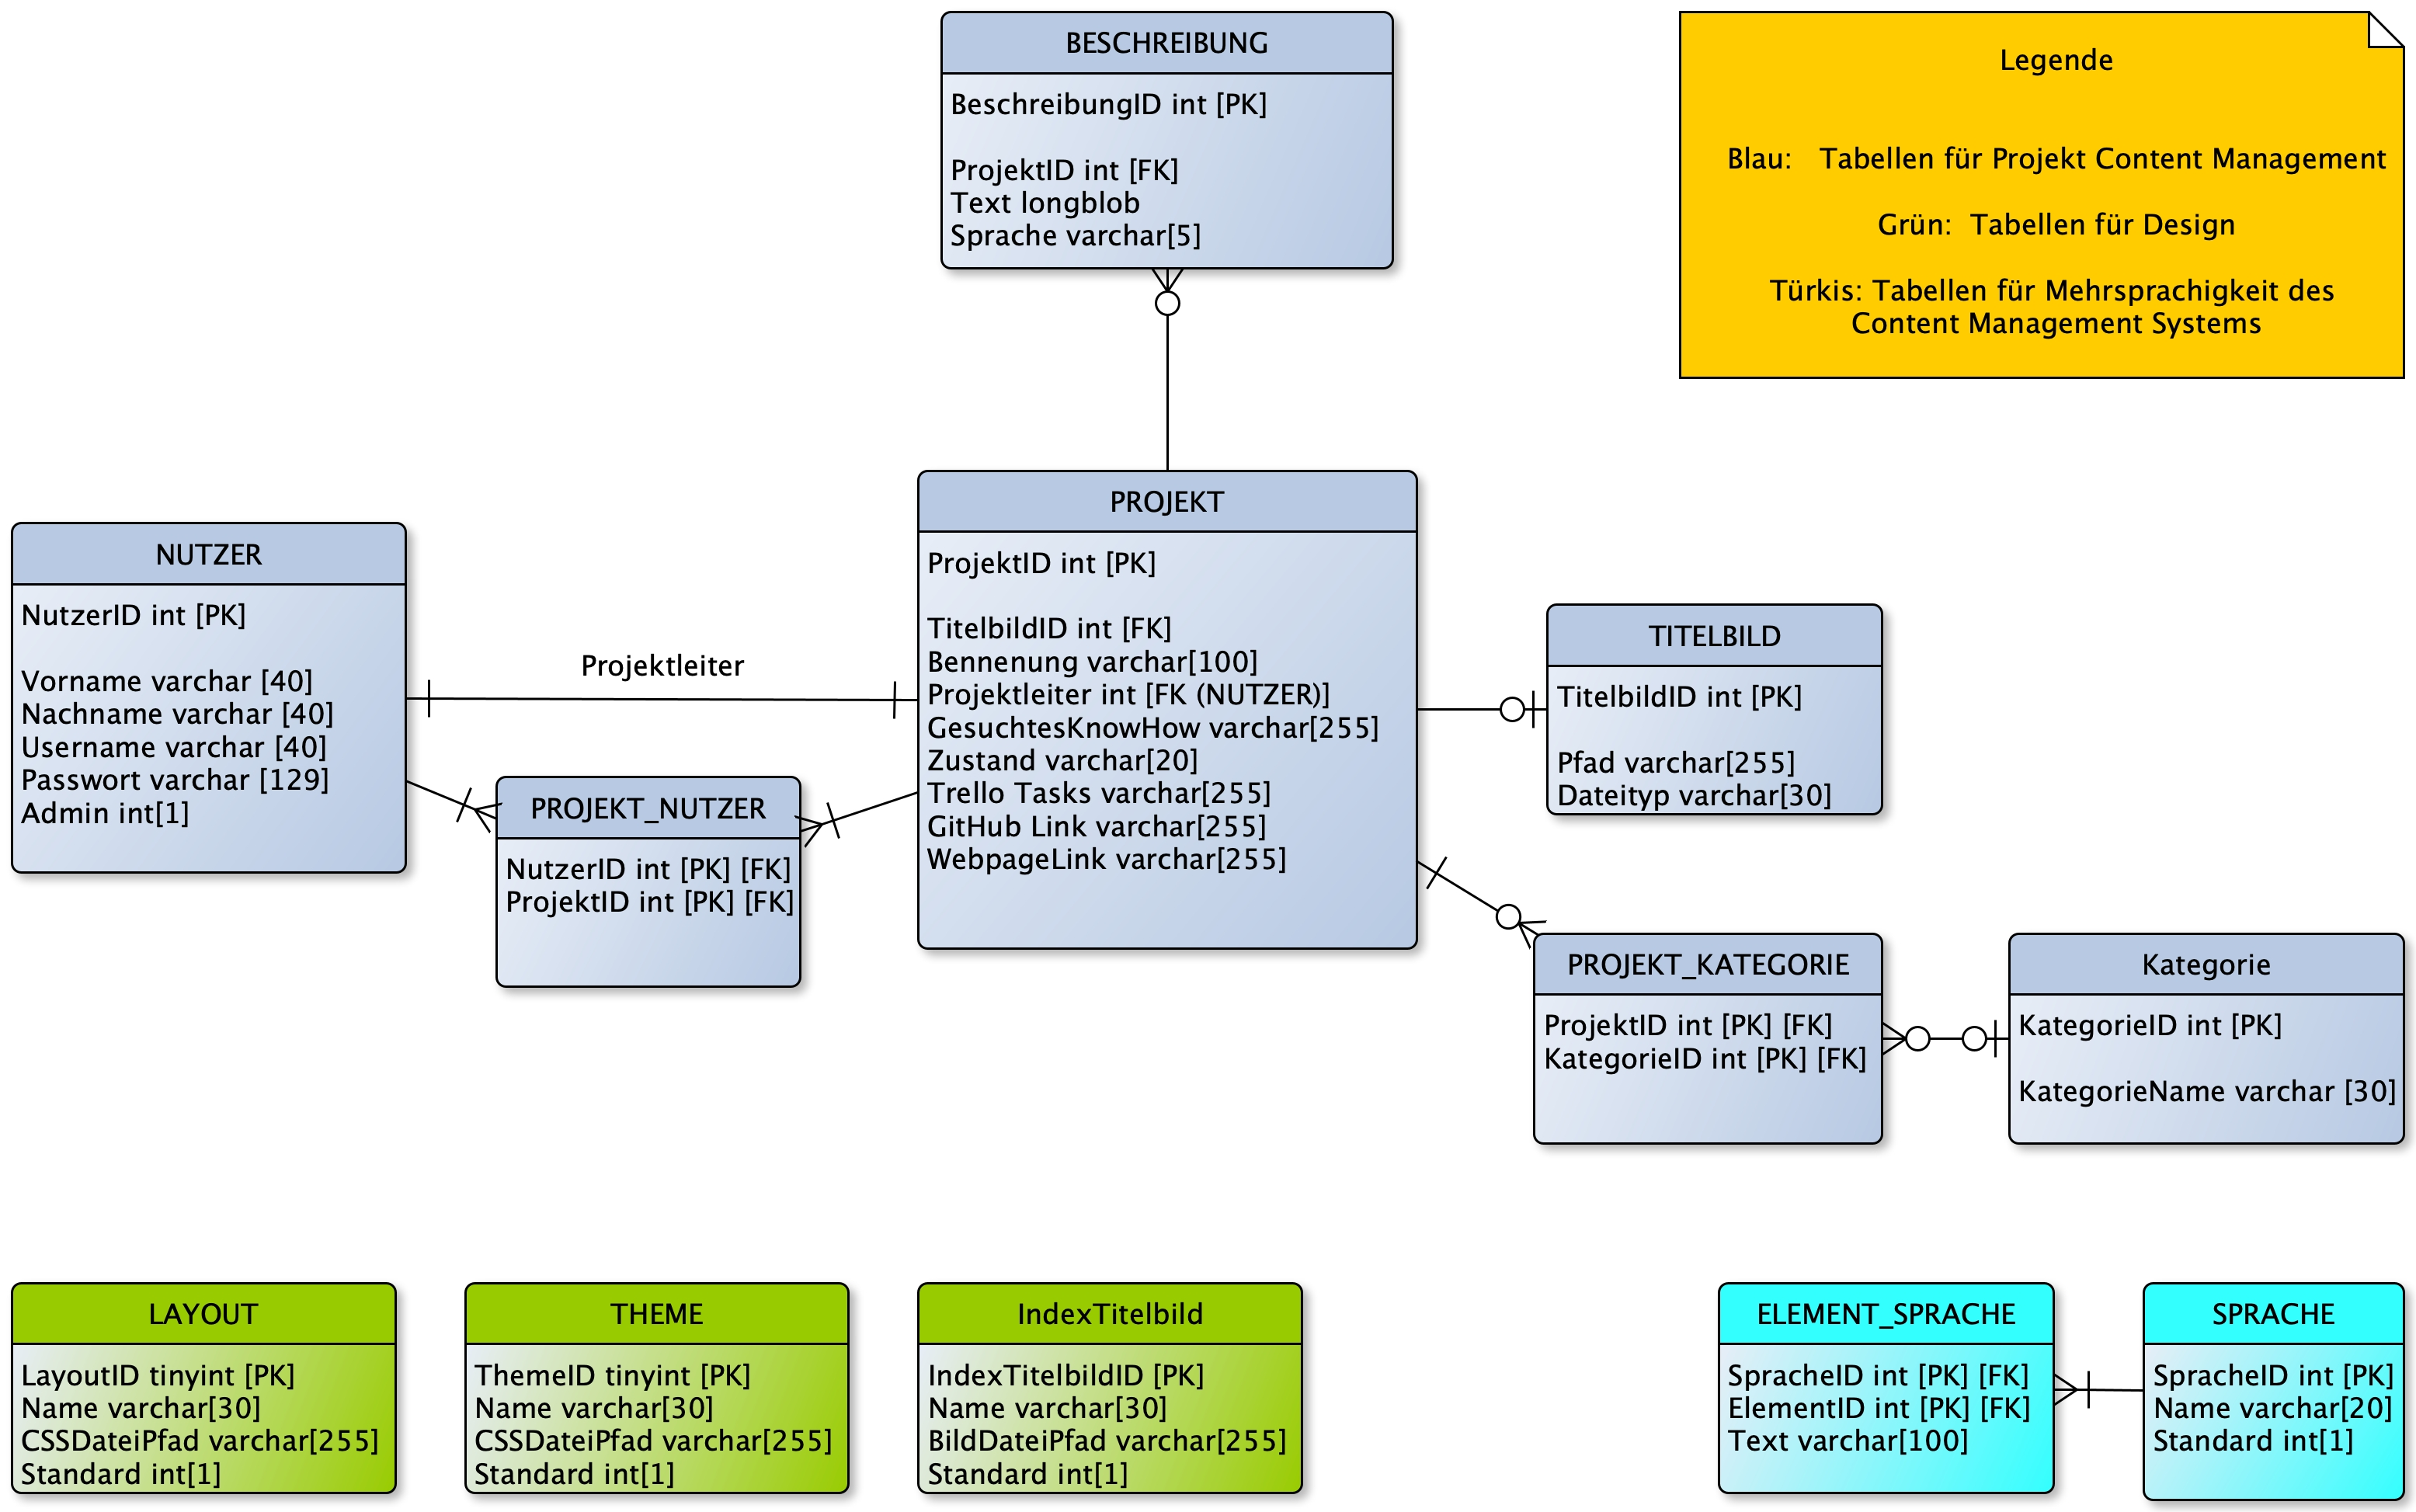 BESCHREIBUNG
BeschreibungID int [PK]
ProjektID int [FK]
Text longblob
Sprache varchar[5]
Legende
Blau:   Tabellen für Projekt Content Management
Grün:  Tabellen für Design
Türkis: Tabellen für Mehrsprachigkeit des
Content Management Systems
NUTZER
NutzerID int [PK]
Vorname varchar [40]
Nachname varchar [40]
Username varchar [40]
Passwort varchar [129]
Admin int[1]
Projektleiter
PROJEKT_NUTZER
NutzerID int [PK] [FK]
ProjektID int [PK] [FK]
PROJEKT
ProjektID int [PK]
TitelbildID int [FK]
Bennenung varchar[100]
Projektleiter int [FK (NUTZER)]
GesuchtesKnowHow varchar[255]
Zustand varchar[20]
Trello Tasks varchar[255]
GitHub Link varchar[255]
WebpageLink varchar[255]
TITELBILD
TitelbildID int [PK]
Pfad varchar[255]
Dateityp varchar[30]
PROJEKT_KATEGORIE
ProjektID int [PK] [FK]
KategorieID int [PK] [FK]
Kategorie
KategorieID int [PK]
KategorieName varchar [30]
LAYOUT
LayoutID tinyint [PK]
Name varchar[30]
CSSDateiPfad varchar[255]
Standard int[1]
THEME
ThemeID tinyint [PK]
Name varchar[30]
CSSDateiPfad varchar[255]
Standard int[1]
IndexTitelbild
IndexTitelbildID [PK]
Name varchar[30]
BildDateiPfad varchar[255]
Standard int[1]
ELEMENT_SPRACHE
SpracheID int [PK] [FK]
ElementID int [PK] [FK]
Text varchar[100]
SPRACHE
SpracheID int [PK]
Name varchar[20]
Standard int[1]